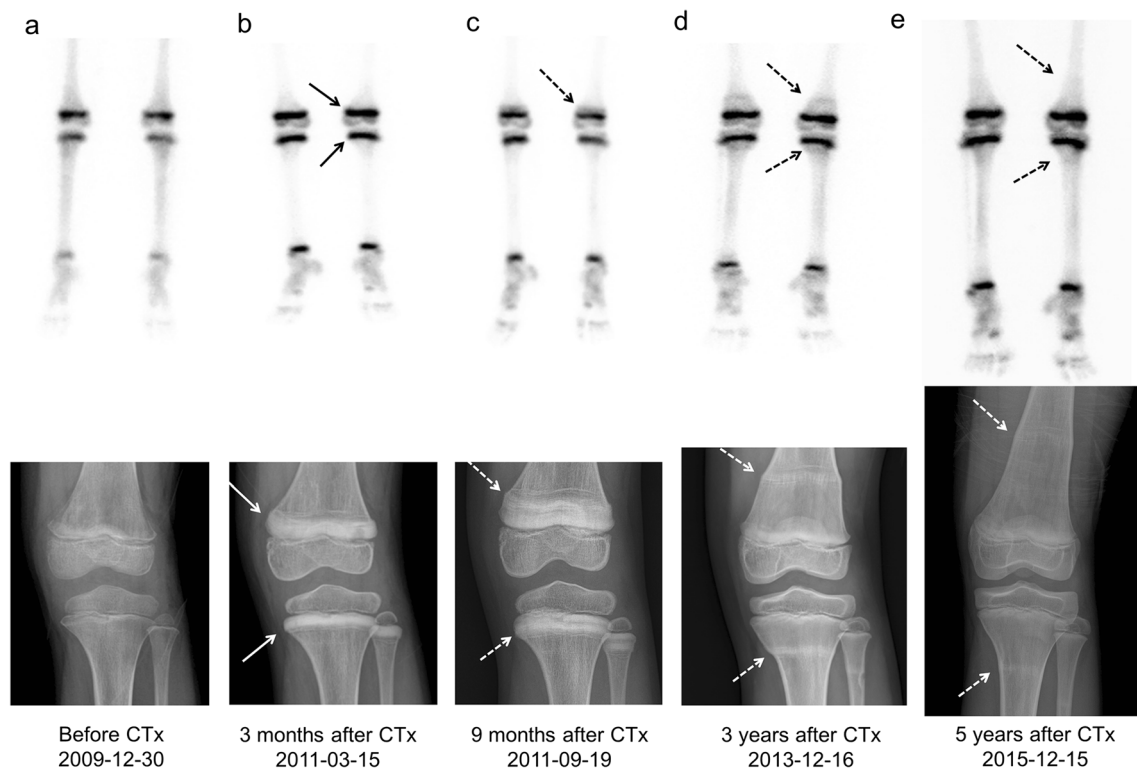 a
b
c
d
e
Before CTx
2009-12-30
3 months after CTx
2011-03-15
9 months after CTx
2011-09-19
3 years after CTx
2013-12-16
5 years after CTx
2015-12-15